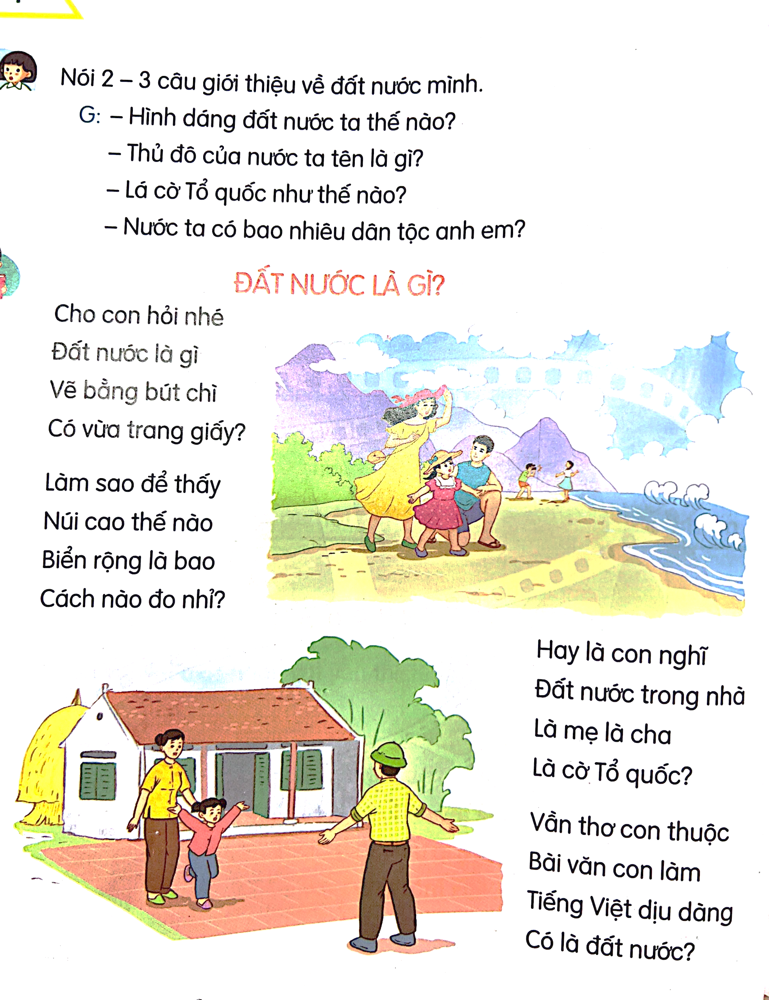 Nói 2 – 3 câu giới thiệu về đất nước mình.
G: – Hình dáng đất nước ta thế nào?
– Thủ đô của nước ta tên là gì?
– Lá cờ Tổ quốc như thế nào?
– Nước ta có bao nhiêu dân tộc anh em?
ĐẤT NƯỚC LÀ GÌ?
Cho con hỏi nhé
Đất nước là gì
Vẽ bằng bút chì
Có vừa trang giấy?
Làm sao để thấy
Núi cao thế nào
Biển rộng là bao
Cách nào đo nhỉ?
Hay là con nghĩ
Đất nước trong nhà
Là mẹ là cha
Là cờ Tổ quốc?
Vần thơ con thuộc
Bài văn con làm
Tiếng Việt dịu dàng
Có là đất nước?